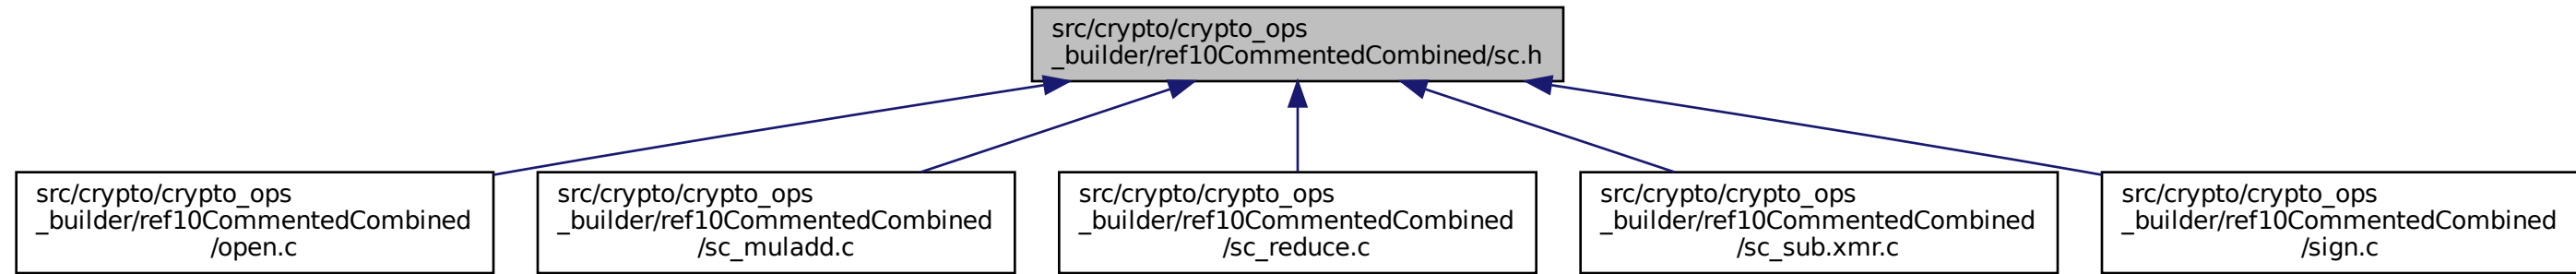 src/crypto/crypto_ops
_builder/ref10CommentedCombined/sc.h
src/crypto/crypto_ops
_builder/ref10CommentedCombined
/open.c
src/crypto/crypto_ops
_builder/ref10CommentedCombined
/sc_muladd.c
src/crypto/crypto_ops
_builder/ref10CommentedCombined
/sc_reduce.c
src/crypto/crypto_ops
_builder/ref10CommentedCombined
/sc_sub.xmr.c
src/crypto/crypto_ops
_builder/ref10CommentedCombined
/sign.c